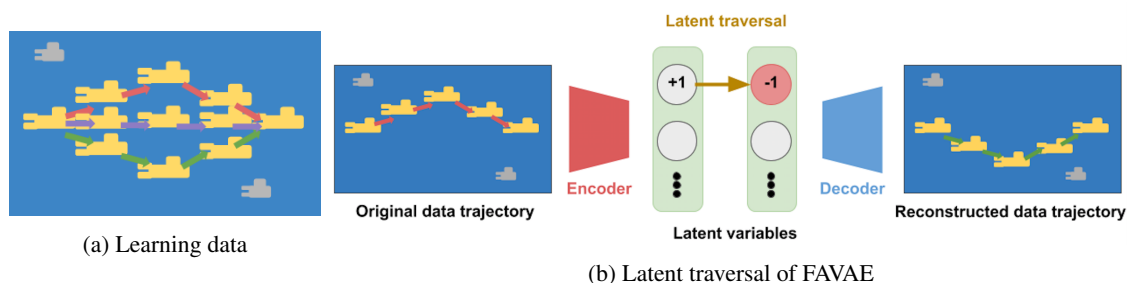 Latent traversal
+1
-1
Encoder
Decoder
Original data trajectory
Reconstructed data trajectory
Latent variables
(a) Learning data
(b) Latent traversal of FAVAE